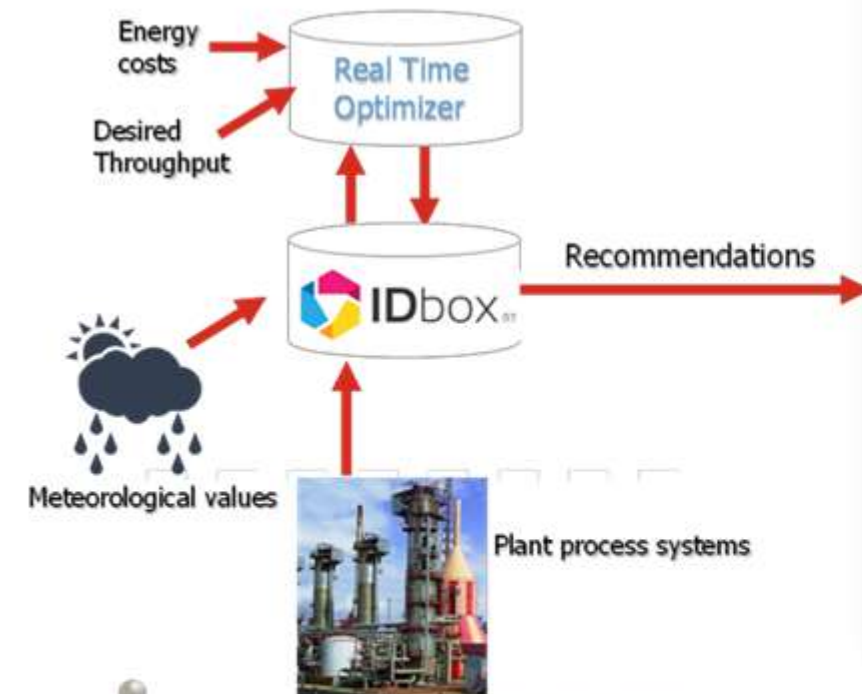 Energy
costs
Real Time
Optimizer
Desired
Throughput
Recommendations
IDbox
Meteorological values
Plant process systems